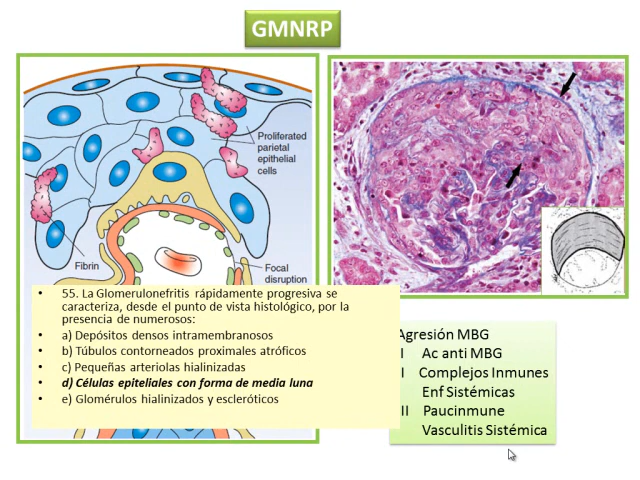 GMNRP
Proliferated
parietal
epithelial
cells
Fibrin
Focal
disruption
• 55. La Glomerulonefritis rápidamente progresiva se
caracteriza, desde el punto de vista histológico, por la
presencia de numerosos:
• a) Depósitos densos intramembranosos
• b) Túbulos contorneados proximales atróficos
• c) Pequeñas arteriolas hialinizadas
• d) Células epiteliales con forma de media luna
• e) Glomérulos hialinizados y escleróticos
Agresión MBG
I Ac anti MBG
I Complejos Inmunes
Enf Sistémicas
II Paucinmune
Vasculitis Sistémica